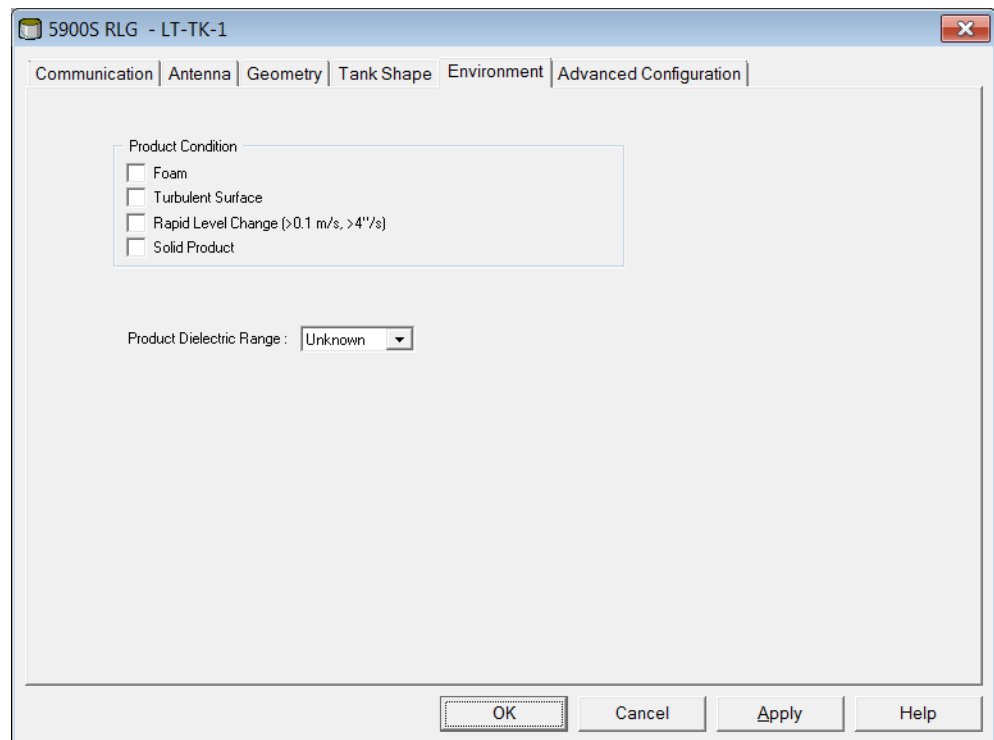 5900S RLG - LT-TK-1
Communication Antenna Geometry Tank Shape Environment Advanced Configuration
Product Condition
Foam
Turbulent Surface
Rapid Level Change (>0.1 m/s, >4"/s)
Solid Product
Product Dielectric Range : Unknown
OK Cancel Apply Help